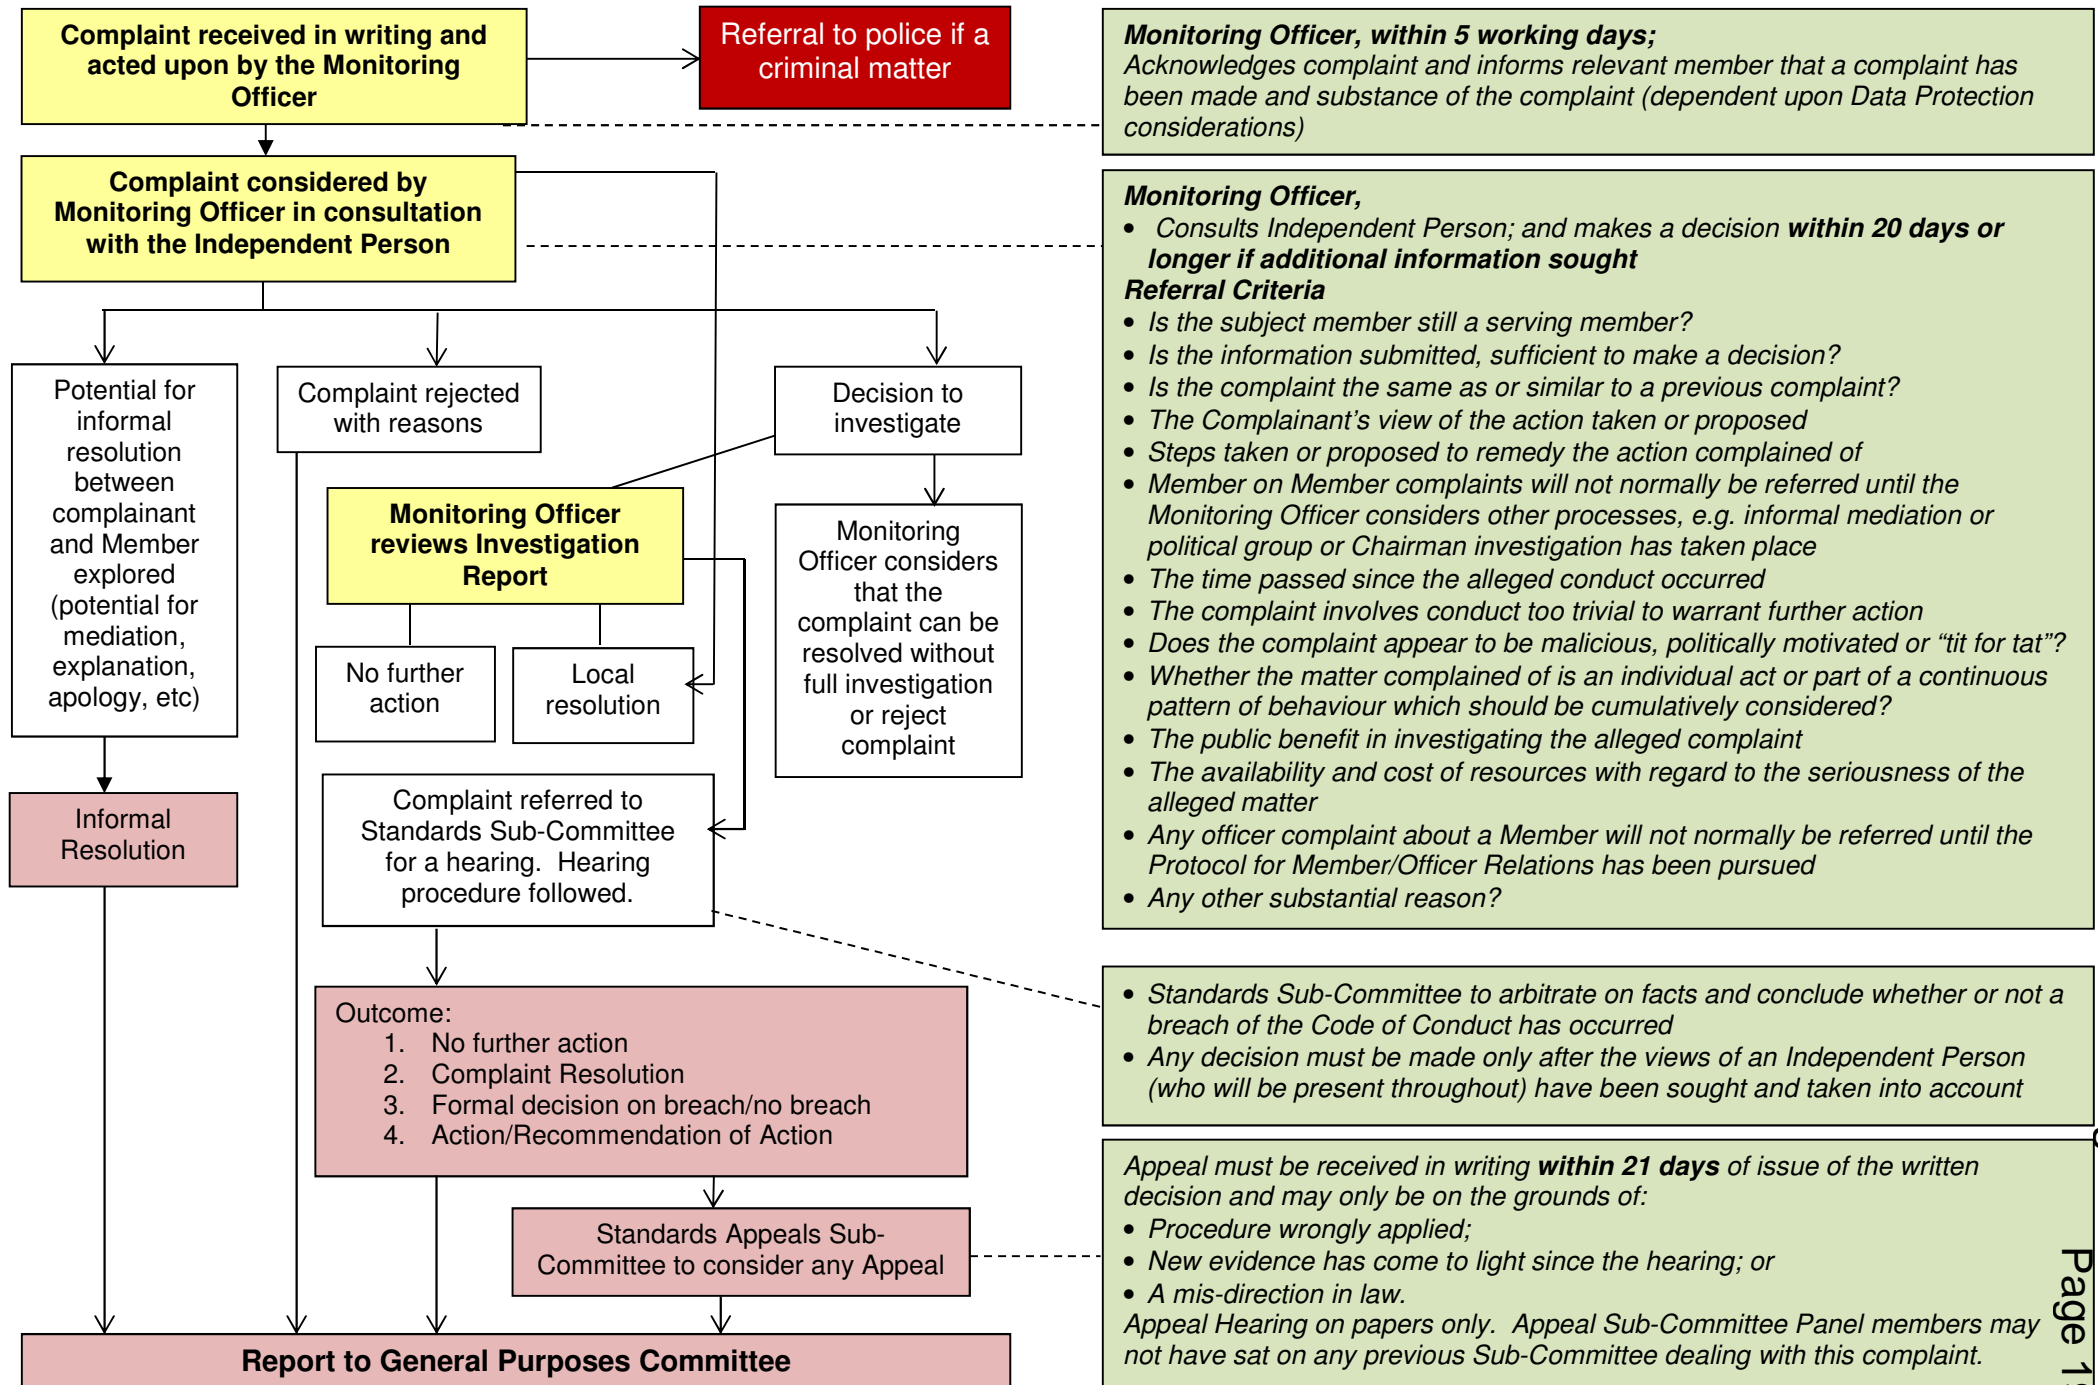 Complaint received in writing and
acted upon by the Monitoring
Officer
Referral to police if a
criminal matter
Monitoring Officer, within 5 working days;
Acknowledges complaint and informs relevant member that a complaint has
been made and substance of the complaint (dependent upon Data Protection
considerations)
Complaint considered by
Monitoring Officer in consultation
with the Independent Person
Monitoring Officer,
• Consults Independent Person; and makes a decision within 20 days or
longer if additional information sought
Referral Criteria
• Is the subject member still a serving member?
• Is the information submitted, sufficient to make a decision?
• Is the complaint the same as or similar to a previous complaint?
• The Complainant's view of the action taken or proposed
• Steps taken or proposed to remedy the action complained of
• Member on Member complaints will not normally be referred until the
Monitoring Officer considers other processes, e.g. informal mediation or
political group or Chairman investigation has taken place
• The time passed since the alleged conduct occurred
• The complaint involves conduct too trivial to warrant further action
• Does the complaint appear to be malicious, politically motivated or “tit for tat”?
• Whether the matter complained of is an individual act or part of a continuous
pattern of behaviour which should be cumulatively considered?
• The public benefit in investigating the alleged complaint
• The availability and cost of resources with regard to the seriousness of the
alleged matter
• Any officer complaint about a Member will not normally be referred until the
Protocol for Member/Officer Relations has been pursued
• Any other substantial reason?
Potential for
informal
resolution
between
complainant
and Member
explored
(potential for
mediation,
explanation,
apology, etc)
Complaint rejected
with reasons
Decision to
investigate
Monitoring Officer
reviews Investigation
Report
Monitoring
Officer considers
that the
complaint can be
resolved without
full investigation
or reject
complaint
No further
action
Local
resolution
Informal
Resolution
Complaint referred to
Standards Sub-Committee
for a hearing. Hearing
procedure followed.
• Standards Sub-Committee to arbitrate on facts and conclude whether or not a
breach of the Code of Conduct has occurred
• Any decision must be made only after the views of an Independent Person
(who will be present throughout) have been sought and taken into account
Outcome:
1. No further action
2. Complaint Resolution
3. Formal decision on breach/no breach
4. Action/Recommendation of Action
Appeal must be received in writing within 21 days of issue of the written
decision and may only be on the grounds of:
• Procedure wrongly applied;
• New evidence has come to light since the hearing; or
• A mis-direction in law.
Appeal Hearing on papers only. Appeal Sub-Committee Panel members may
not have sat on any previous Sub-Committee dealing with this complaint.
Standards Appeals Sub-
Committee to consider any Appeal
Report to General Purposes Committee
Page